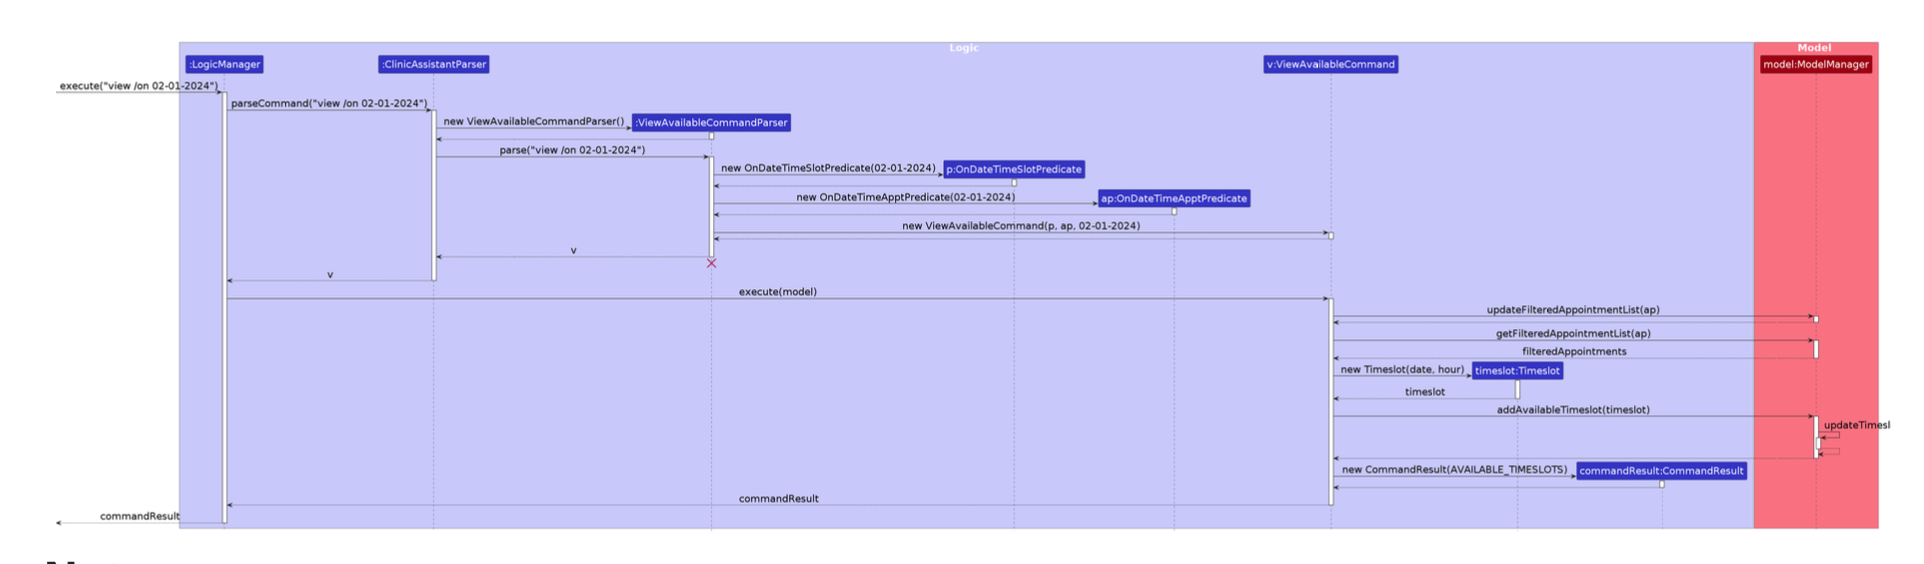 Logic
Model
:LogicManager
:ClinicAssistantParser
v:ViewAvailableCommand
model:ModelManager
execute("view /on 02-01-2024")
parseCommand("view /on 02-01-2024")
new ViewAvailableCommandParser()
:ViewAvailableCommandParser
parse("view /on 02-01-2024")
new OnDateTimeSlotPredicate(02-01-2024)
p:OnDateTimeSlotPredicate
new OnDateTimeApptPredicate(02-01-2024)
ap:OnDateTimeApptPredicate
new ViewAvailableCommand(p, ap, 02-01-2024)
v
v
execute(model)
updateFilteredAppointmentList(ap)
getFilteredAppointmentList(ap)
filteredAppointments
new Timeslot(date, hour)
timeslot:Timeslot
timeslot
addAvailableTimeslot(timeslot)
updateTimesl
new CommandResult(AVAILABLE_TIMESLOTS)
commandResult:CommandResult
commandResult
commandResult